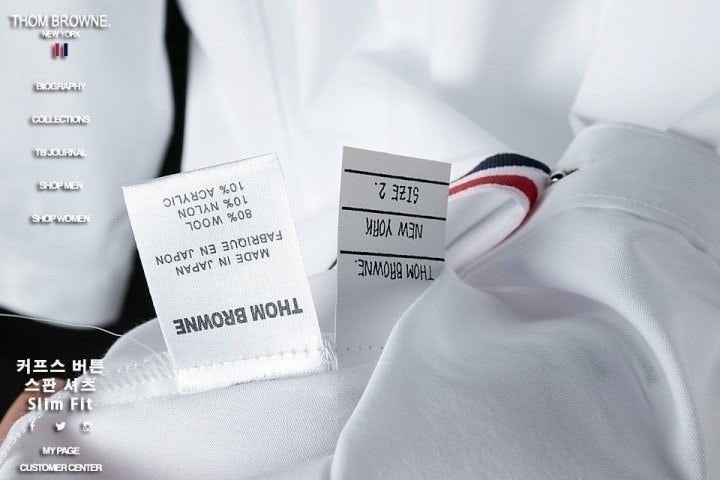 THOM BROWNE.
NEW YORK
BIOGRAPHY
COLLECTIONS
TB JOURNAL
SHOP MEN
SHOP WOMEN
THOM BROWNE
MADE IN JAPAN
FABRIQUE EN JAPON
80% WOOL
10% NYLON
10% ACRYLIC
THOM BROWNE.
NEW YORK
SIZE 2.
커프스 버튼
스판 셔츠
Slim Fit
MY PAGE
CUSTOMER CENTER